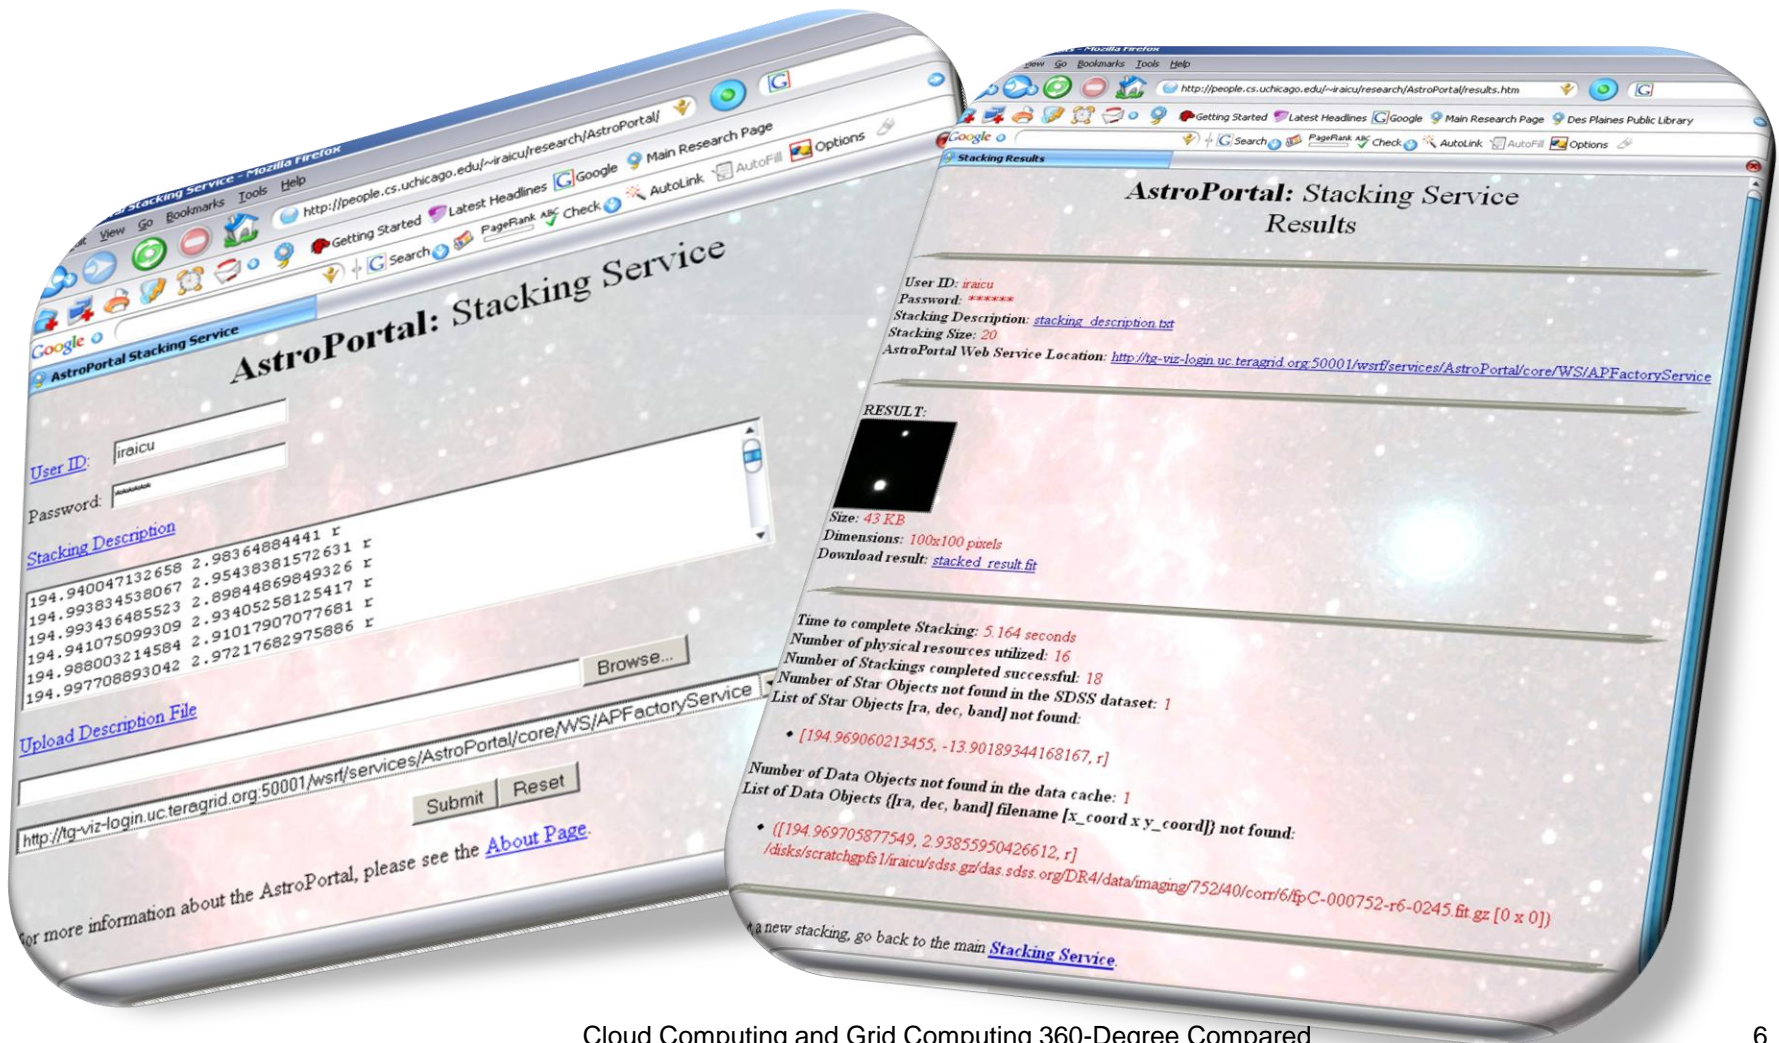 Stacking Service - Mozilla Firefox
View Go Bookmarks Tools Help
http://people.cs.uchicago.edu/~iraicu/research/AstroPortal/
G
Getting Started Latest Headlines Google Main Research Page
Google Search PageRank ABC Check AutoLink AutoFill Options
AstroPortal Stacking Service
AstroPortal: Stacking Service
User ID: iraicu
Password: ******
Stacking Description
194.940047132658 2.98364884441 r
194.993834538067 2.95438381572631 r
194.993436485523 2.89844869849326 r
194.941075099309 2.93405258125417 r
194.988003214584 2.91017907077681 r
194.997708893042 2.97217682975886 r
Browse...
Upload Description File
http://tg-viz-login.uc.teragrid.org:50001/wsrf/services/AstroPortal/core/WS/APFactoryService
Submit Reset
for more information about the AstroPortal, please see the About Page.
- Mozilla Firefox
View Go Bookmarks Tools Help
http://people.cs.uchicago.edu/~iraicu/research/AstroPortal/results.htm
G
Getting Started Latest Headlines Google Main Research Page Des Plaines Public Library
Google Search PageRank ABC Check AutoLink AutoFill Options
Stacking Results
AstroPortal: Stacking Service
Results
User ID: iraicu
Password: ******
Stacking Description: stacking_description.txt
Stacking Size: 20
AstroPortal Web Service Location: http://tg-viz-login.uc.teragrid.org:50001/wsrf/services/AstroPortal/core/WS/APFactoryService
RESULT:
Size: 43 KB
Dimensions: 100x100 pixels
Download result: stacked_result.fit
Time to complete Stacking: 5.164 seconds
Number of physical resources utilized: 16
Number of Stackings completed successful: 18
Number of Star Objects not found in the SDSS dataset: 1
List of Star Objects [ra, dec, band] not found:
[194.969060213455, -13.90189344168167, r]
Number of Data Objects not found in the data cache: 1
List of Data Objects {[ra, dec, band] filename [x_coord x y_coord]} not found:
{[194.969705877549, 2.93855950426612, r]
/disks/scratchgpfs1/iraicu/sdss.gz/das.sdss.org/DR4/data/imaging/752/40/corr/6/fpC-000752-r6-0245.fit.gz [0 x 0]}
a new stacking, go back to the main Stacking Service.
Cloud Computing and Grid Computing 360-Degree Compared
6